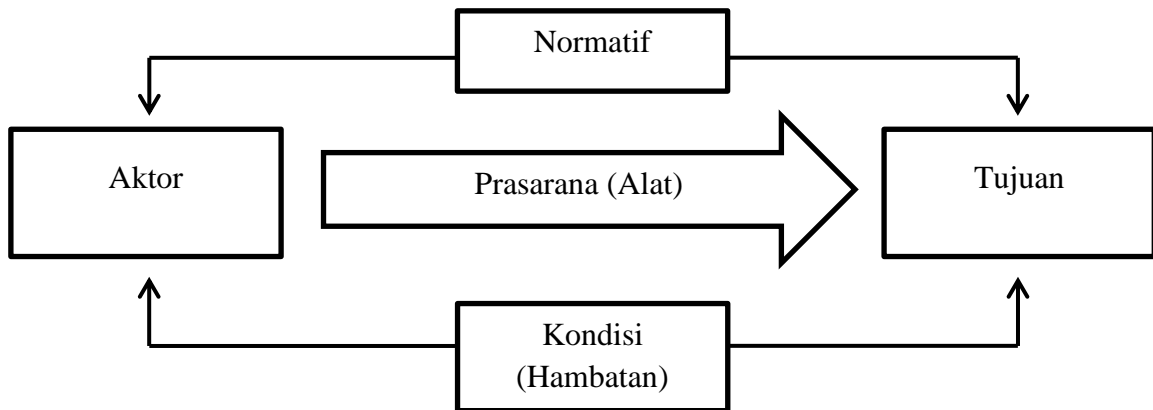 Normatif
Aktor
Prasarana (Alat)
Tujuan
Kondisi
(Hambatan)